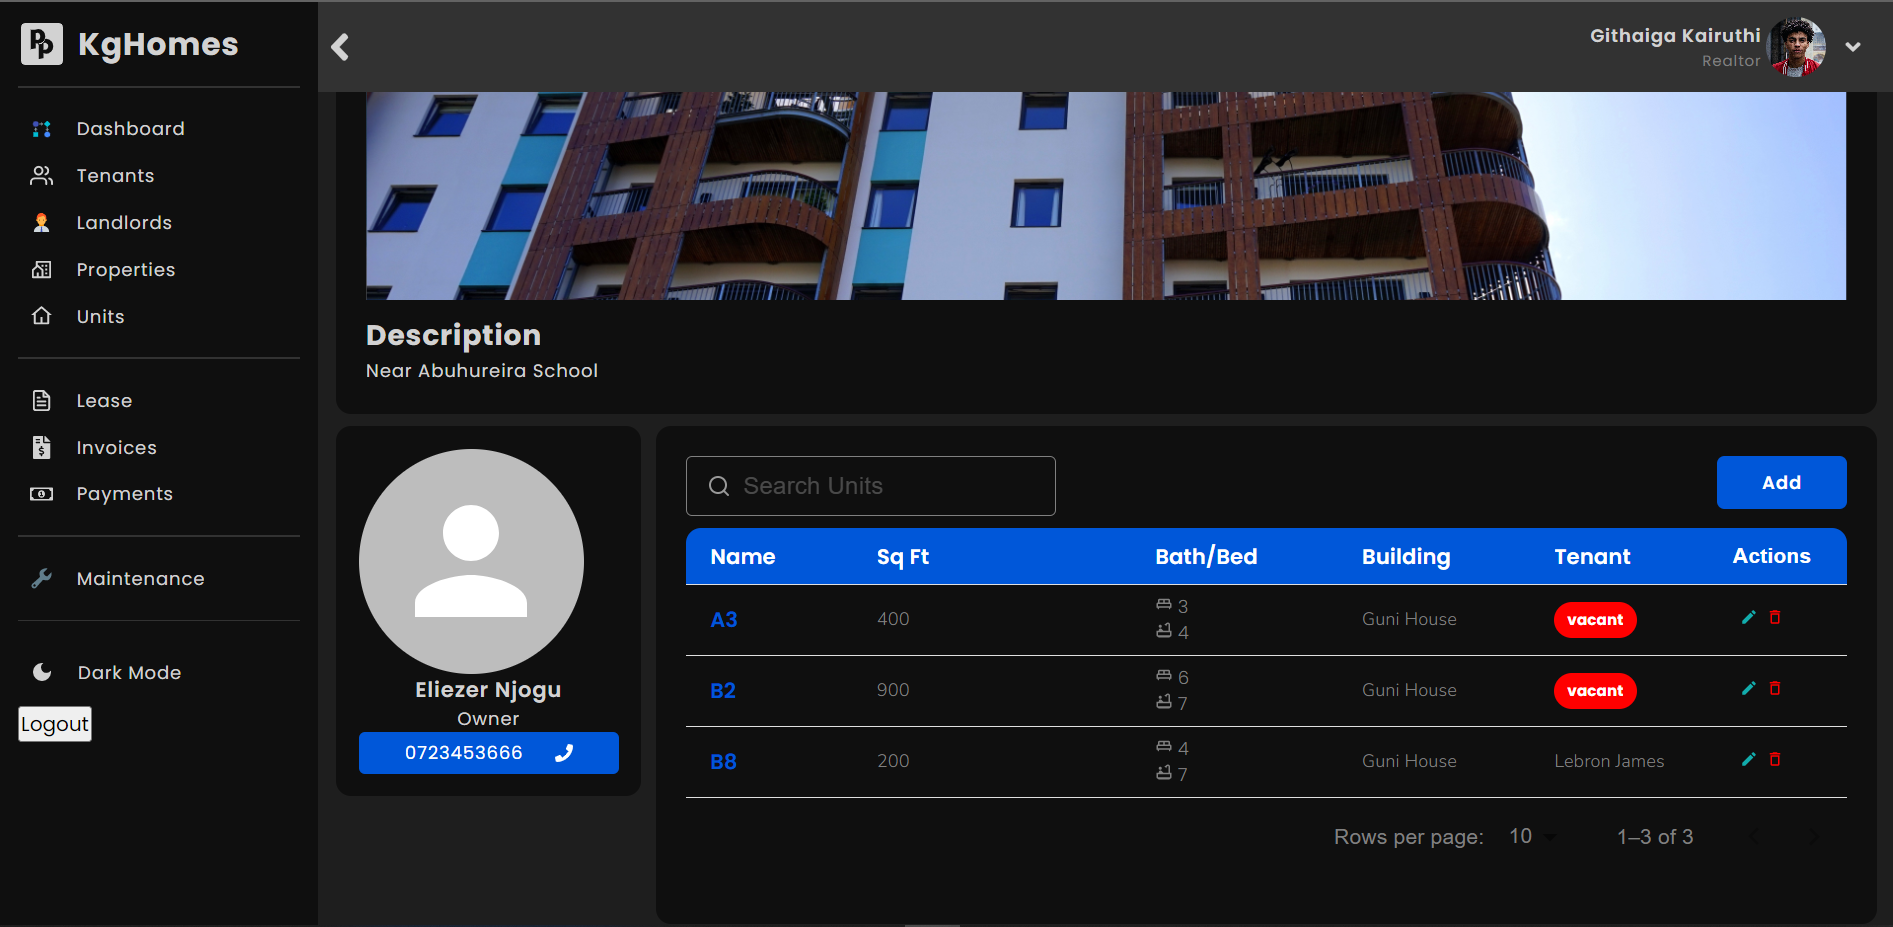 KgHomes
Githaiga Kairuthi
Realtor
Dashboard
Tenants
Landlords
Properties
Units
Lease
Invoices
Payments
Maintenance
Dark Mode
Logout
Description
Near Abuhureira School
Eliezer Njogu
Owner
0723453666
Search Units
Add
Name Sq Ft Bath/Bed Building Tenant Actions
A3 400 3 4 Guni House vacant
B2 900 6 7 Guni House vacant
B8 200 4 7 Guni House Lebron James
Rows per page: 10 1–3 of 3